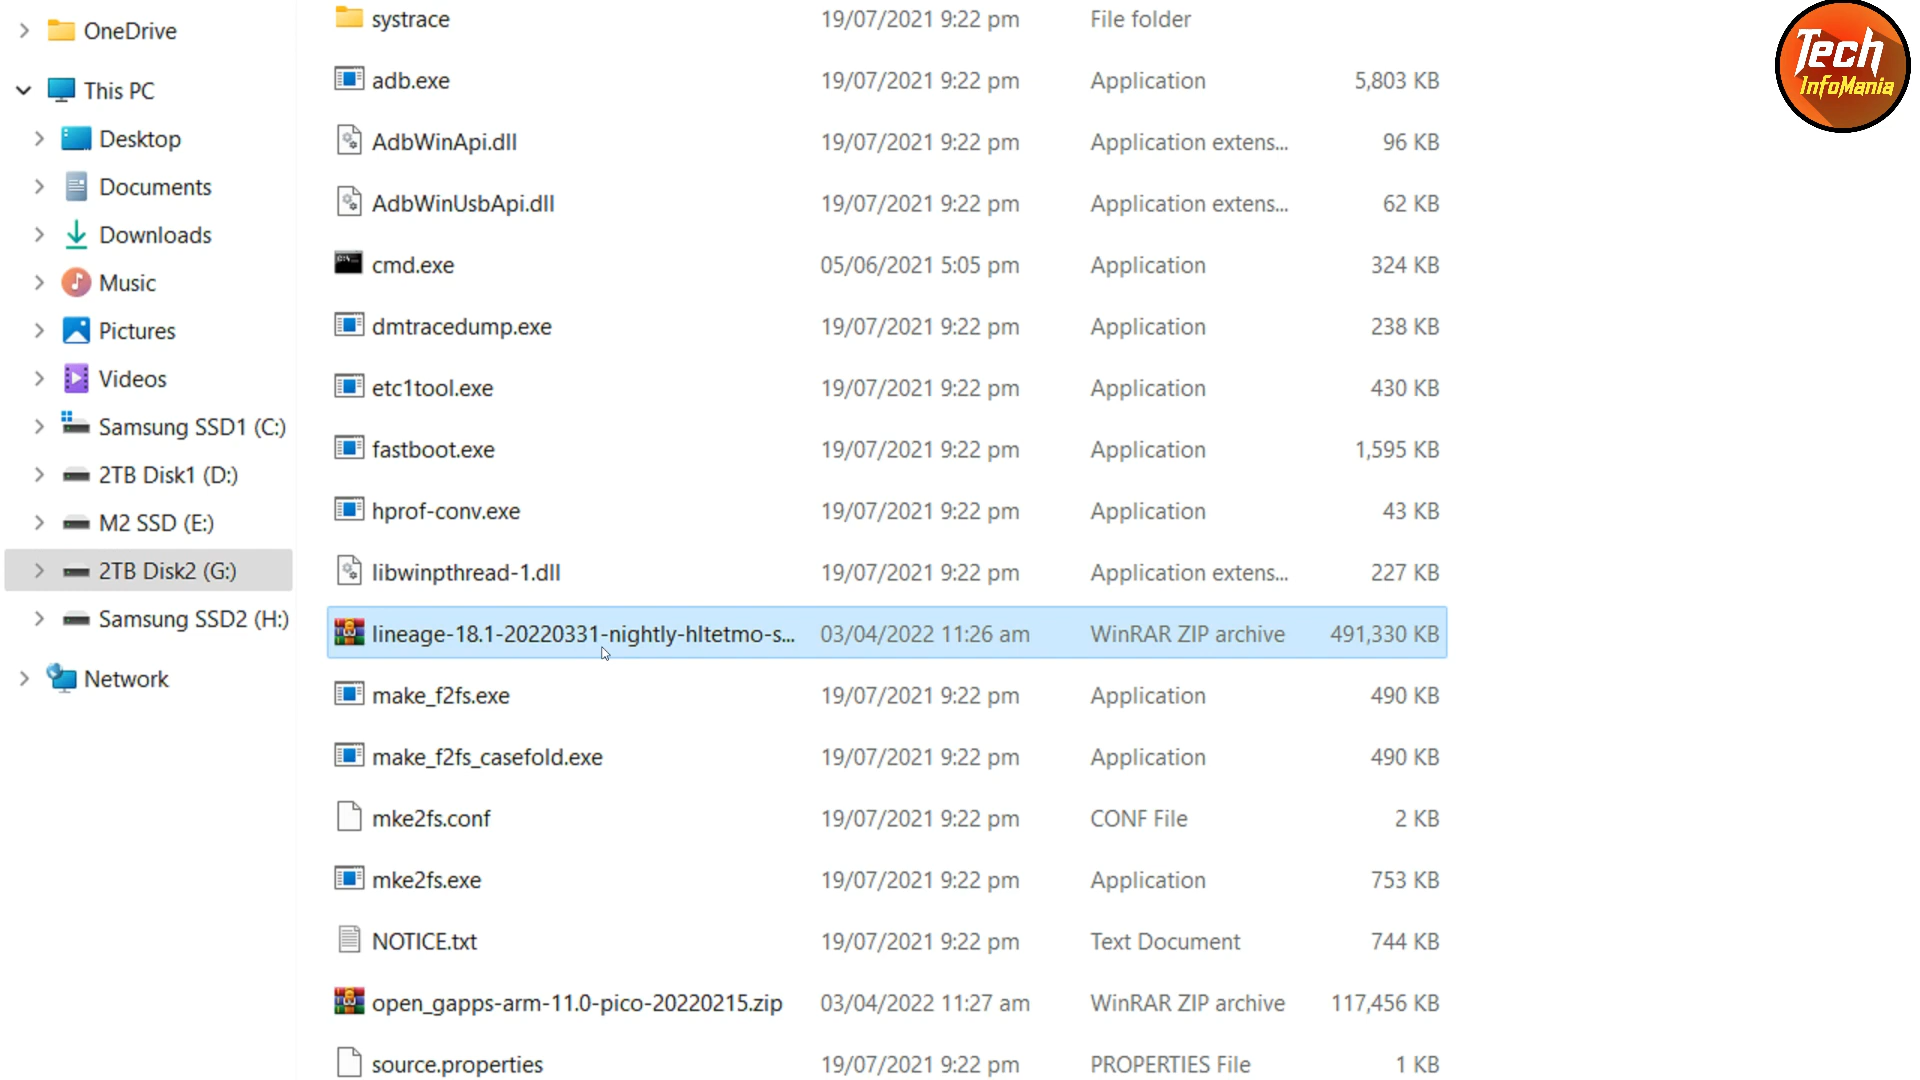 OneDrive
This PC
Desktop
Documents
Downloads
Music
Pictures
Videos
Samsung SSD1 (C:)
2TB Disk1 (D:)
M2 SSD (E:)
2TB Disk2 (G:)
Samsung SSD2 (H:)
Network
systrace 19/07/2021 9:22 pm File folder
adb.exe 19/07/2021 9:22 pm Application 5,803 KB
AdbWinApi.dll 19/07/2021 9:22 pm Application extens... 96 KB
AdbWinUsbApi.dll 19/07/2021 9:22 pm Application extens... 62 KB
cmd.exe 05/06/2021 5:05 pm Application 324 KB
dmtracedump.exe 19/07/2021 9:22 pm Application 238 KB
etc1tool.exe 19/07/2021 9:22 pm Application 430 KB
fastboot.exe 19/07/2021 9:22 pm Application 1,595 KB
hprof-conv.exe 19/07/2021 9:22 pm Application 43 KB
libwinpthread-1.dll 19/07/2021 9:22 pm Application extens... 227 KB
lineage-18.1-20220331-nightly-hltetmo-s... 03/04/2022 11:26 am WinRAR ZIP archive 491,330 KB
make_f2fs.exe 19/07/2021 9:22 pm Application 490 KB
make_f2fs_casefold.exe 19/07/2021 9:22 pm Application 490 KB
mke2fs.conf 19/07/2021 9:22 pm CONF File 2 KB
mke2fs.exe 19/07/2021 9:22 pm Application 753 KB
NOTICE.txt 19/07/2021 9:22 pm Text Document 744 KB
open_gapps-arm-11.0-pico-20220215.zip 03/04/2022 11:27 am WinRAR ZIP archive 117,456 KB
source.properties 19/07/2021 9:22 pm PROPERTIES File 1 KB
Tech
InfoMania